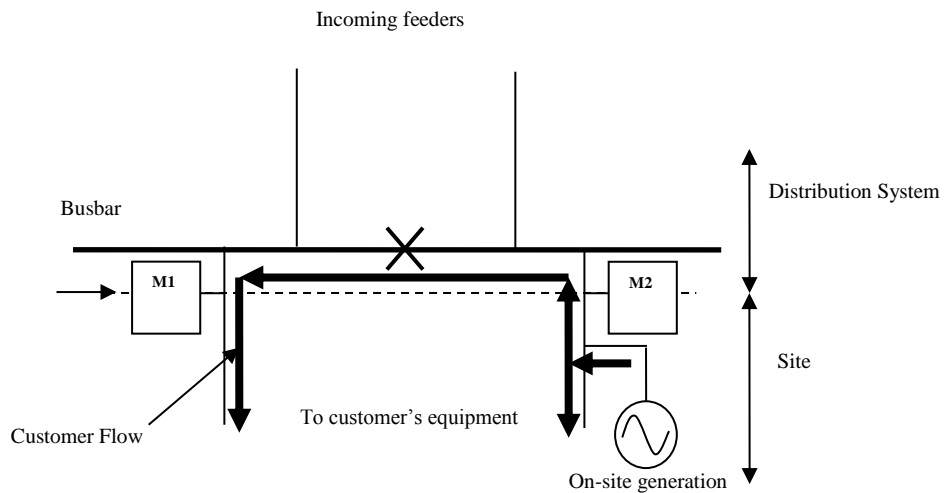 Incoming feeders
Distribution System
Busbar
M1
M2
Site
To customer’s equipment
Customer Flow
On-site generation